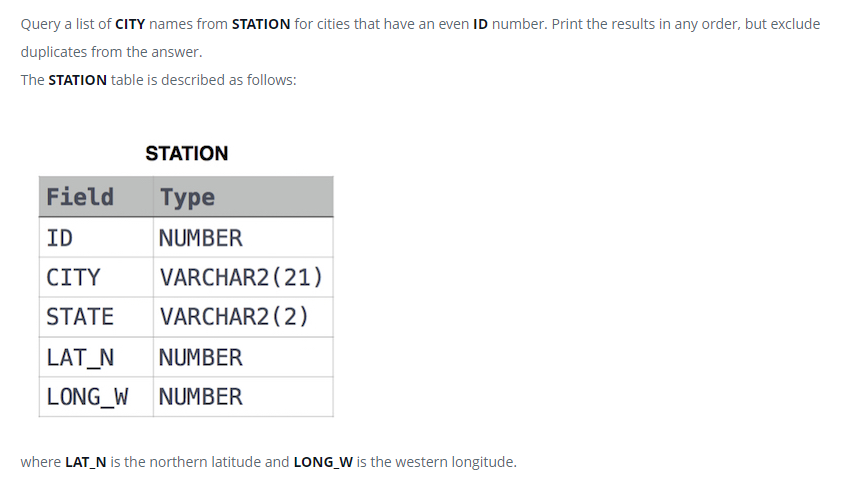 Query a list of CITY names from STATION for cities that have an even ID number. Print the results in any order, but exclude
duplicates from the answer.
The STATION table is described as follows:
STATION
Field Type
ID NUMBER
CITY VARCHAR2(21)
STATE VARCHAR2(2)
LAT_N NUMBER
LONG_W NUMBER
where LAT_N is the northern latitude and LONG_W is the western longitude.